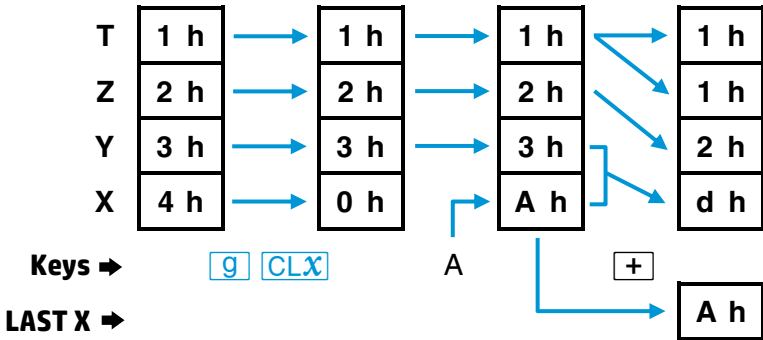 T 1 h 1 h 1 h 1 h
Z 2 h 2 h 2 h 1 h
Y 3 h 3 h 3 h 2 h
X 4 h 0 h A h d h
Keys ➡ g CLx A +
LAST X ➡ A h